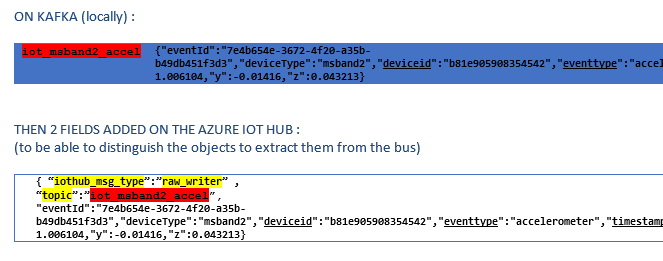 ON KAFKA (locally) :
iot_msband2_accel {"eventId":"7e4b654e-3672-4f20-a35b-
b49db451f3d3","deviceType":"msband2","deviceid":"b81e905908354542","eventtype":"accel
1.006104,"y":-0.01416,"z":0.043213}
THEN 2 FIELDS ADDED ON THE AZURE IOT HUB :
(to be able to distinguish the objects to extract them from the bus)
{ “iothub_msg_type”:”raw_writer” ,
“topic”:”iot_msband2_accel”,
"eventId":"7e4b654e-3672-4f20-a35b-
b49db451f3d3","deviceType":"msband2","deviceid":"b81e905908354542","eventtype":"accelerometer","timestamp
1.006104,"y":-0.01416,"z":0.043213}